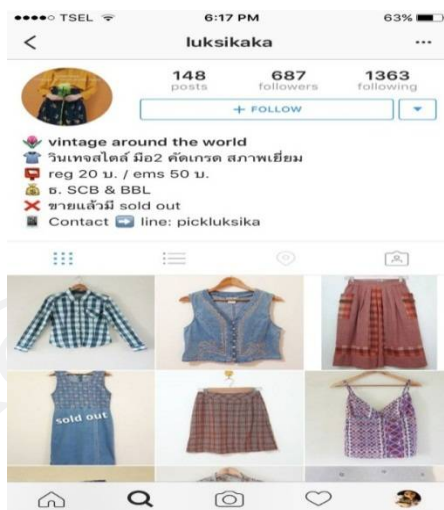 TSEL
6:17 PM
63%
luksikaka
148
posts
687
followers
1363
following
+ FOLLOW
vintage around the world
วินเทจสไตล์ มือ2 คัดเกรด สภาพเยี่ยม
reg 20 บ. / ems 50 บ.
ธ. SCB & BBL
ขายแล้วมี sold out
Contact line: pickluksika
sold out